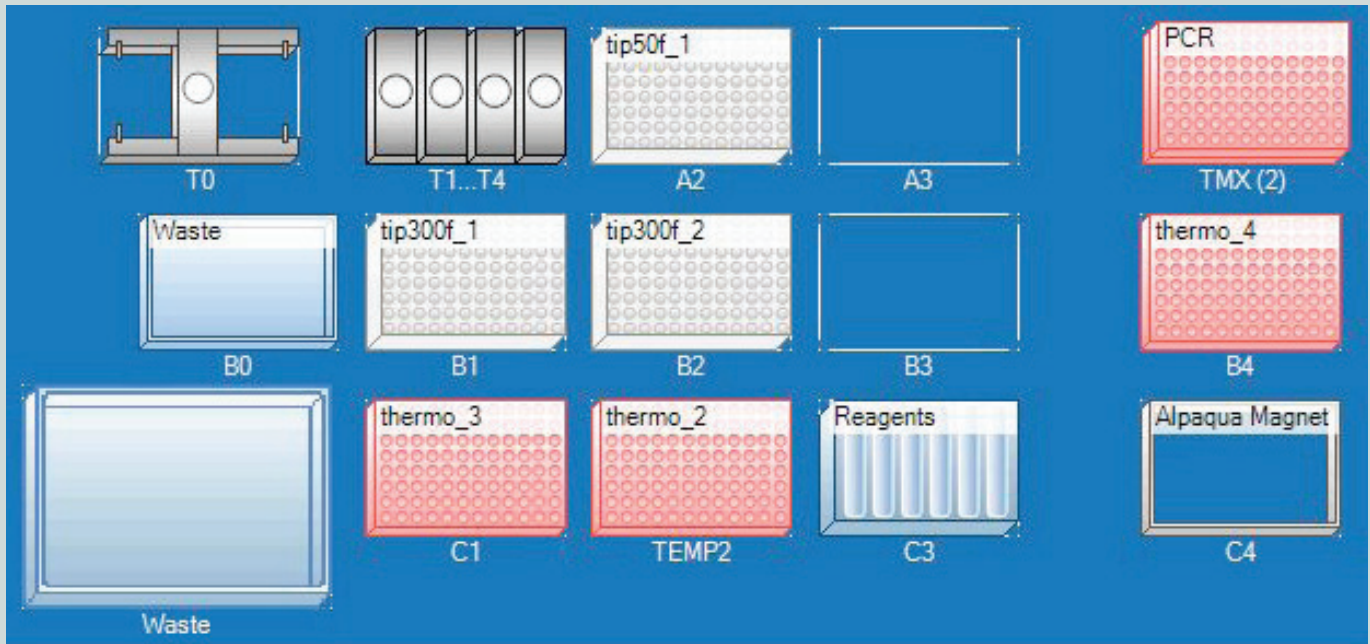 tip50f_1
PCR
T0
T1...T4
A2
A3
TMX (2)
Waste
tip300f_1
tip300f_2
thermo_4
B0
B1
B2
B3
B4
thermo_3
thermo_2
Reagents
Alpaqua Magnet
C1
TEMP2
C3
C4
Waste